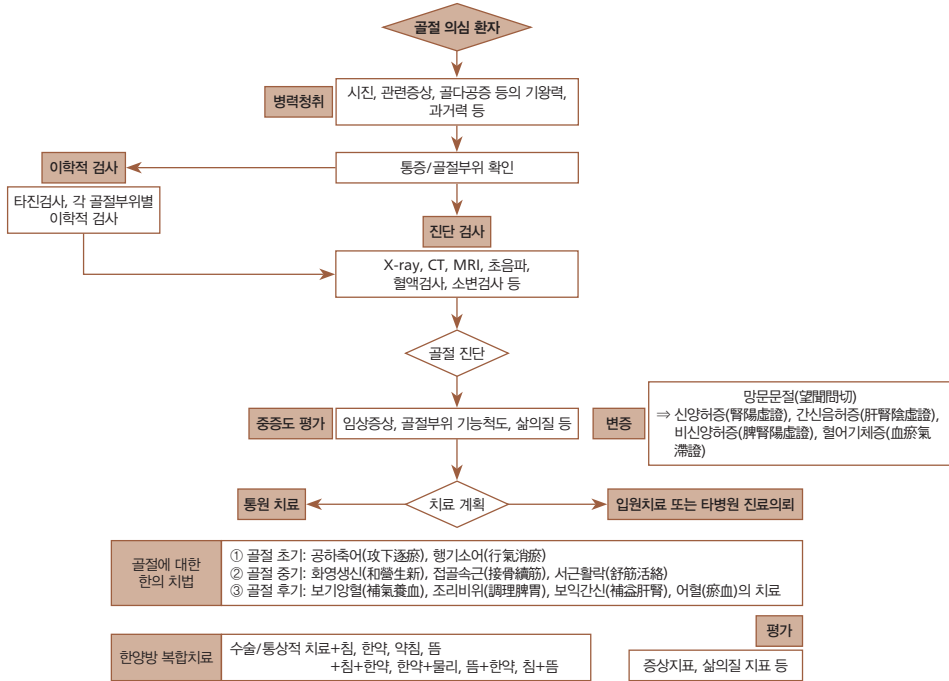 골절 의심 환자
병력청취
시진, 관련증상, 골다공증 등의 기왕력,
과거력 등
이학적 검사
통증/골절부위 확인
타진검사, 각 골절부위별
이학적 검사
진단 검사
X-ray, CT, MRI, 초음파,
혈액검사, 소변검사 등
골절 진단
중증도 평가
임상증상, 골절부위 기능척도, 삶의질 등
변증
망문문절(望聞問切)
⇒ 신양허증(腎陽虛證), 간신음허증(肝腎陰虛證),
비신양허증(脾腎陽虛證), 혈어기체증(血瘀氣
滯證)
통원 치료
치료 계획
입원치료 또는 타병원 진료의뢰
골절에 대한
한의 치법
① 골절 초기: 공하축어(攻下逐瘀), 행기소어(行氣消瘀)
② 골절 중기: 화영생신(和營生新), 접골속근(接骨續筋), 서근활락(舒筋活絡)
③ 골절 후기: 보기양혈(補氣養血), 조리비위(調理脾胃), 보익간신(補益肝腎), 어혈(瘀血)의 치료
한양방 복합치료
수술/통상적 치료+침, 한약, 약침, 뜸
+침+한약, 한약+물리, 뜸+한약, 침+뜸
평가
증상지표, 삶의질 지표 등